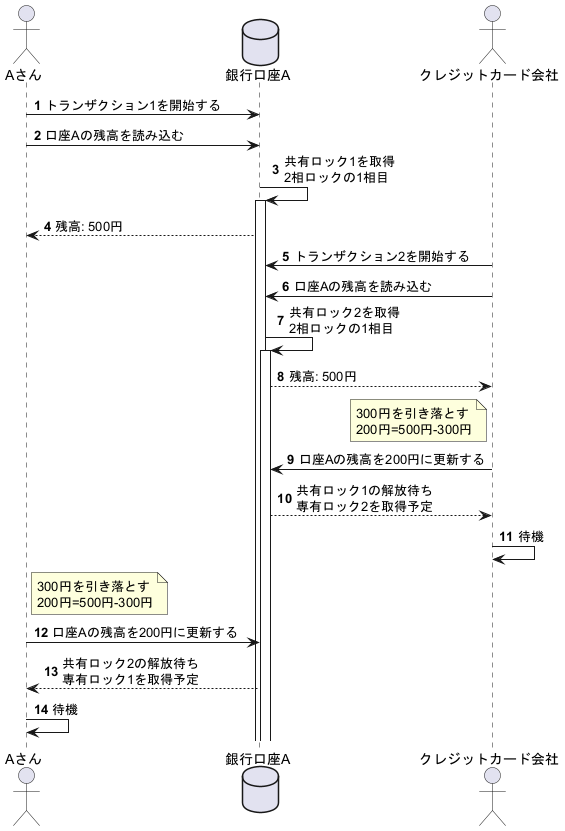 Aさん
銀行口座A
クレジットカード会社
1 トランザクション1を開始する
2 口座Aの残高を読み込む
3 共有ロック1を取得
2相ロックの1相目
4 残高: 500円
5 トランザクション2を開始する
6 口座Aの残高を読み込む
7 共有ロック2を取得
2相ロックの1相目
8 残高: 500円
300円を引き落とす
200円=500円-300円
9 口座Aの残高を200円に更新する
10 共有ロック1の解放待ち
専有ロック2を取得予定
11 待機
300円を引き落とす
200円=500円-300円
12 口座Aの残高を200円に更新する
13 共有ロック2の解放待ち
専有ロック1を取得予定
14 待機
Aさん
銀行口座A
クレジットカード会社